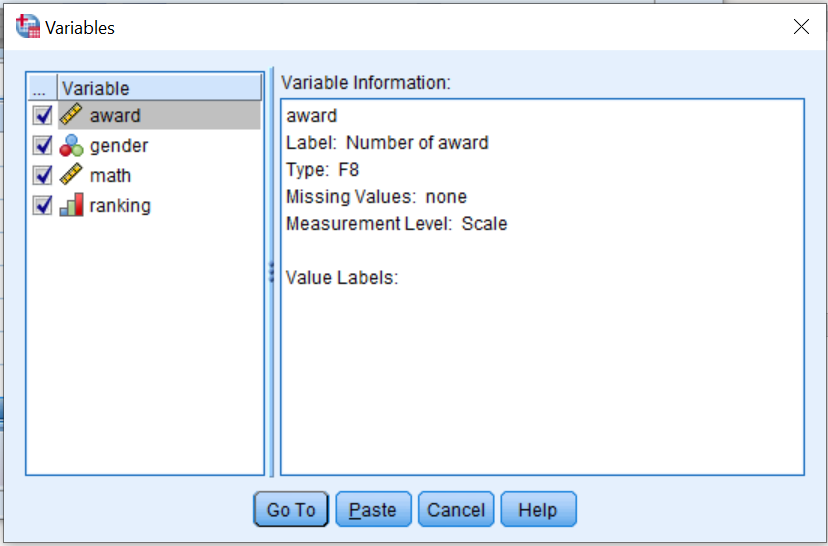 Variables
... Variable
award
gender
math
ranking
Variable Information:
award
Label: Number of award
Type: F8
Missing Values: none
Measurement Level: Scale
Value Labels:
Go To Paste Cancel Help